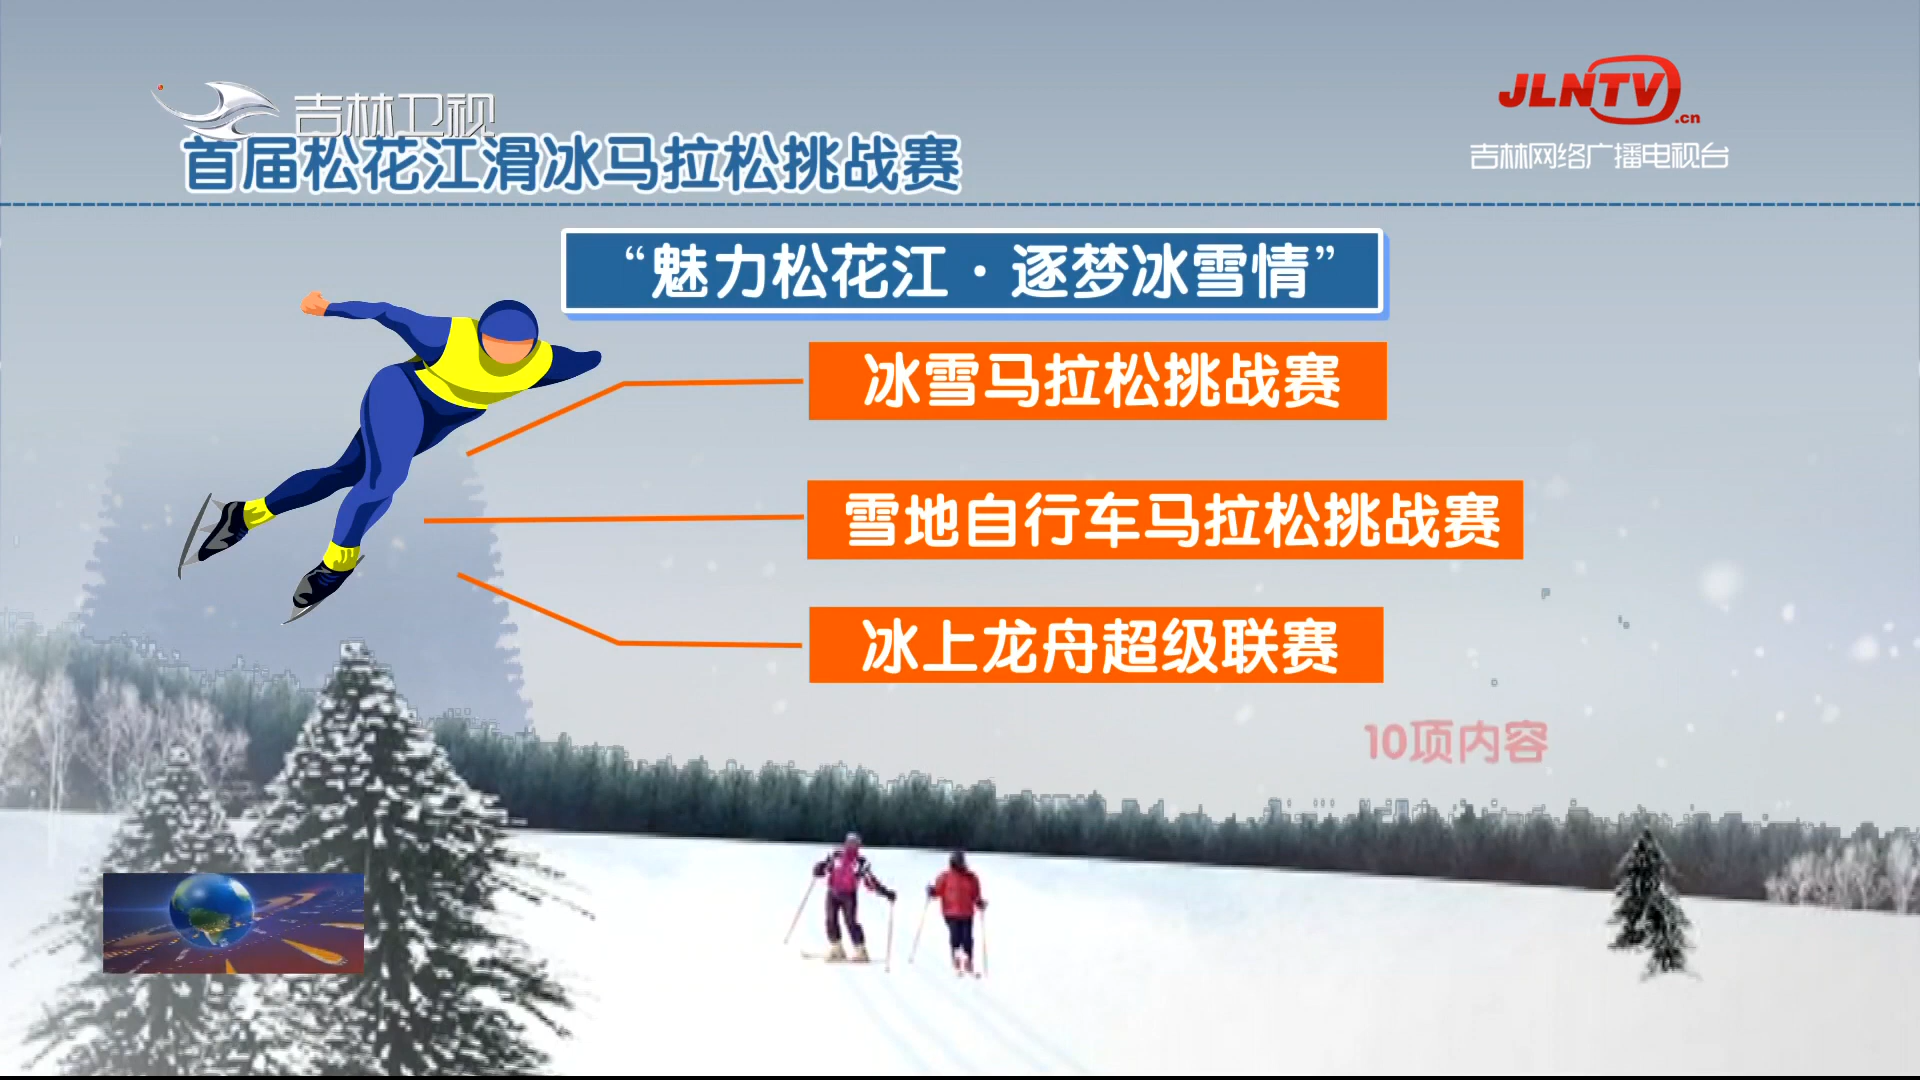 吉林卫视
JLNTV.cn
吉林网络广播电视台
首届松花江滑冰马拉松挑战赛
“魅力松花江·逐梦冰雪情”
冰雪马拉松挑战赛
雪地自行车马拉松挑战赛
冰上龙舟超级联赛
10项内容